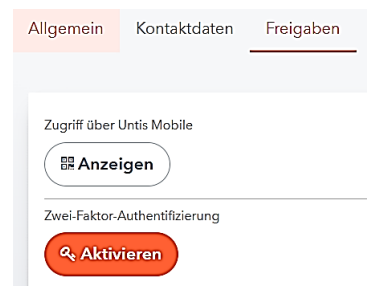 Allgemein Kontaktdaten Freigaben
Zugriff über Untis Mobile
Anzeigen
Zwei-Faktor-Authentifizierung
Aktivieren